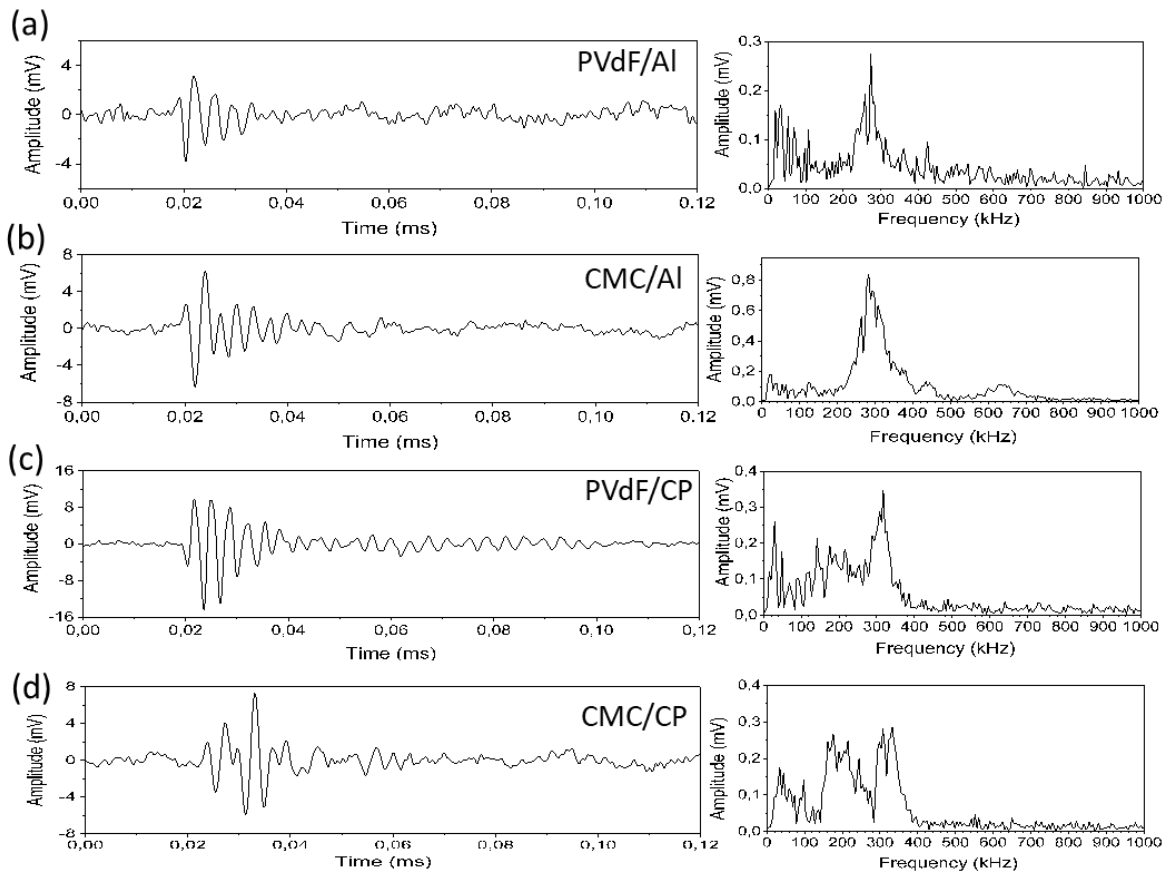 (a)
PVdF/Al
Amplitude (mV)
4
0
-4
0,00 0,02 0,04 0,06 0,08 0,10 0,12
Time (ms)
Amplitude (mV)
0,3
0,2
0,1
0,0
0 100 200 300 400 500 600 700 800 900 1000
Frequency (kHz)
(b)
CMC/Al
Amplitude (mV)
8
4
0
-4
-8
0,00 0,02 0,04 0,06 0,08 0,10 0,12
Time (ms)
Amplitude (mV)
0,8
0,6
0,4
0,2
0,0
0 100 200 300 400 500 600 700 800 900 1000
Frequency (kHz)
(c)
PVdF/CP
Amplitude (mV)
16
8
0
-8
-16
0,00 0,02 0,04 0,06 0,08 0,10 0,12
Time (ms)
Amplitude (mV)
0,4
0,3
0,2
0,1
0,0
0 100 200 300 400 500 600 700 800 900 1000
Frequency (kHz)
(d)
CMC/CP
Amplitude (mV)
8
4
0
-4
-8
0,00 0,02 0,04 0,06 0,08 0,10 0,12
Time (ms)
Amplitude (mV)
0,4
0,3
0,2
0,1
0,0
0 100 200 300 400 500 600 700 800 900 1000
Frequency (kHz)